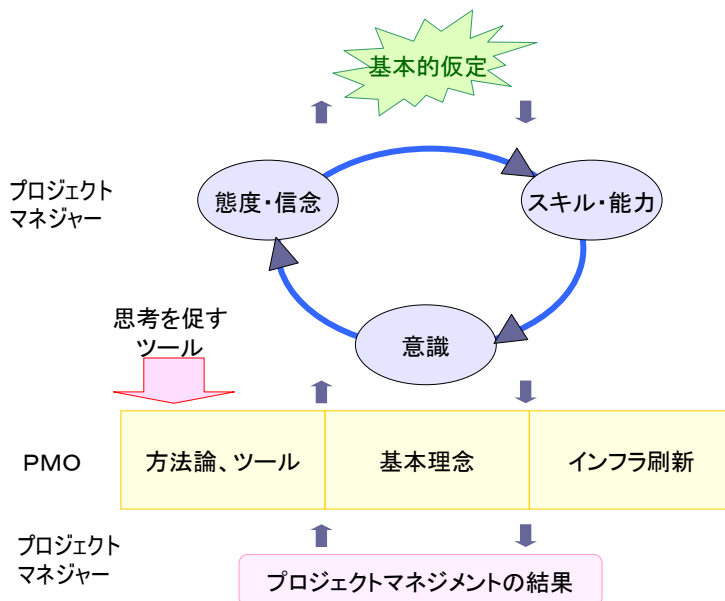 基本的仮定
プロジェクト
マネジャー
態度・信念
スキル・能力
意識
思考を促す
ツール
PMO
方法論、ツール
基本理念
インフラ刷新
プロジェクト
マネジャー
プロジェクトマネジメントの結果